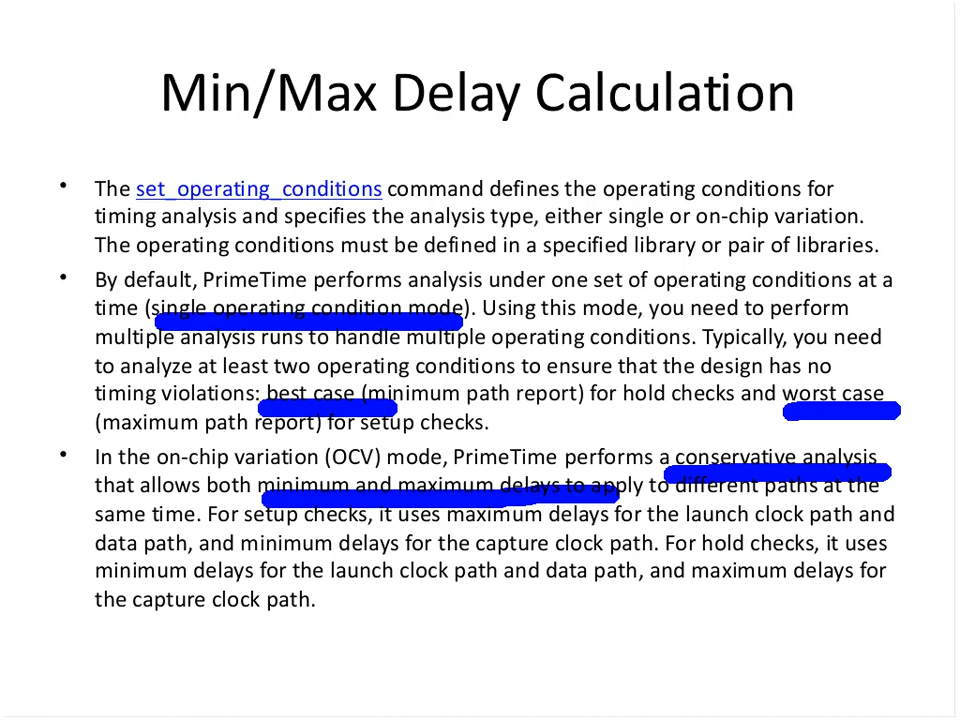 Min/Max Delay Calculation
• The set_operating_conditions command defines the operating conditions for
timing analysis and specifies the analysis type, either single or on-chip variation.
The operating conditions must be defined in a specified library or pair of libraries.
• By default, PrimeTime performs analysis under one set of operating conditions at a
time (single operating condition mode). Using this mode, you need to perform
multiple analysis runs to handle multiple operating conditions. Typically, you need
to analyze at least two operating conditions to ensure that the design has no
timing violations: best case (minimum path report) for hold checks and worst case
(maximum path report) for setup checks.
• In the on-chip variation (OCV) mode, PrimeTime performs a conservative analysis
that allows both minimum and maximum delays to apply to different paths at the
same time. For setup checks, it uses maximum delays for the launch clock path and
data path, and minimum delays for the capture clock path. For hold checks, it uses
minimum delays for the launch clock path and data path, and maximum delays for
the capture clock path.